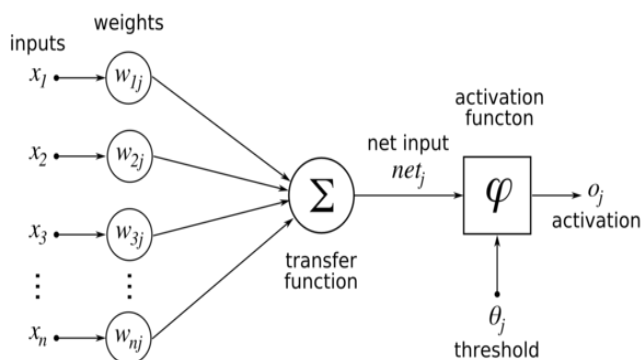 weights
inputs
x1 w1j
x2 w2j
x3 w3j
⋮ ⋮
xn wnj
Σ
transfer
function
net input
netj
activation
functon
φ
oj
activation
θj
threshold